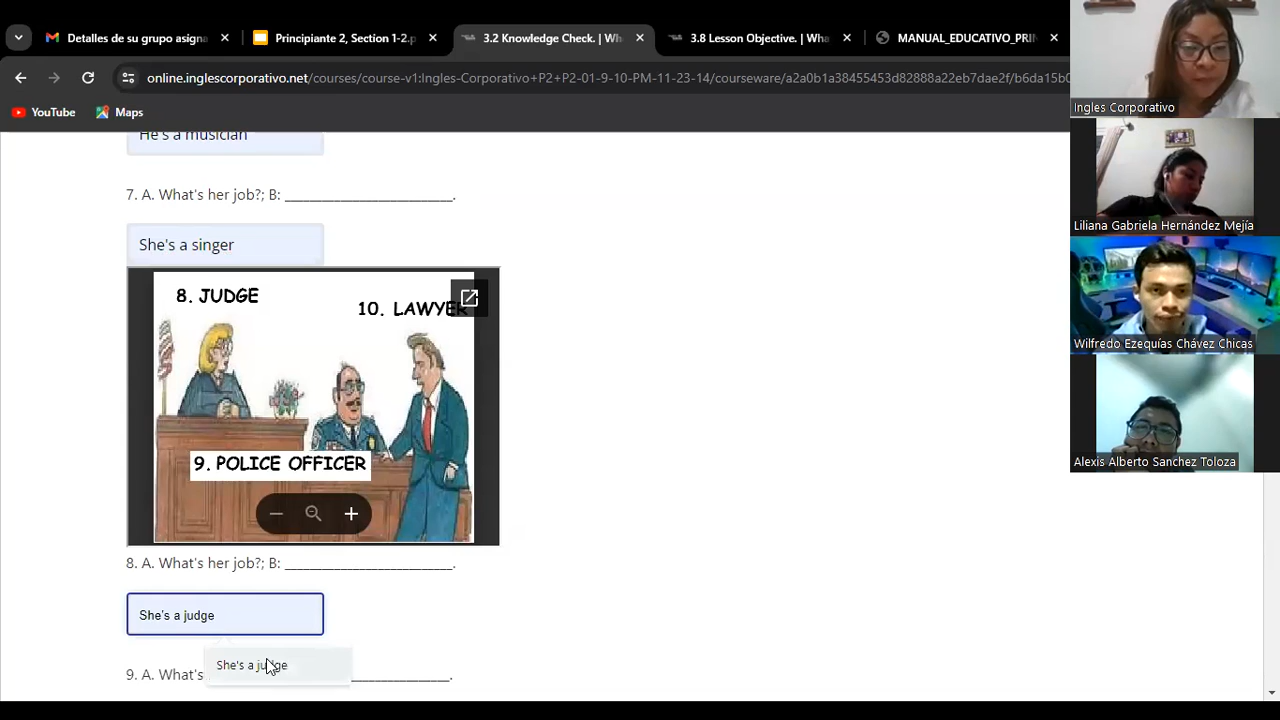 Detalles de su grupo asigna
Principiante 2, Section 1-2.p
3.2 Knowledge Check. | Wh
3.8 Lesson Objective. | Wha
MANUAL_EDUCATIVO_PRI
online.inglescorporativo.net/courses/course-v1:Ingles-Corporativo+P2+P2-01-9-10-PM-11-23-14/courseware/a2a0b1a38455453d82888a22eb7dae2f/b6da15b0
YouTube
Maps
He's a musician
7. A. What's her job?; B: ________________________.
She's a singer
8. JUDGE
10. LAWYER
9. POLICE OFFICER
8. A. What's her job?; B: ________________________.
She's a judge
She's a judge
9. A. What's ______________.
Ingles Corporativo
Liliana Gabriela Hernández Mejía
Wilfredo Ezequías Chávez Chicas
Alexis Alberto Sanchez Toloza